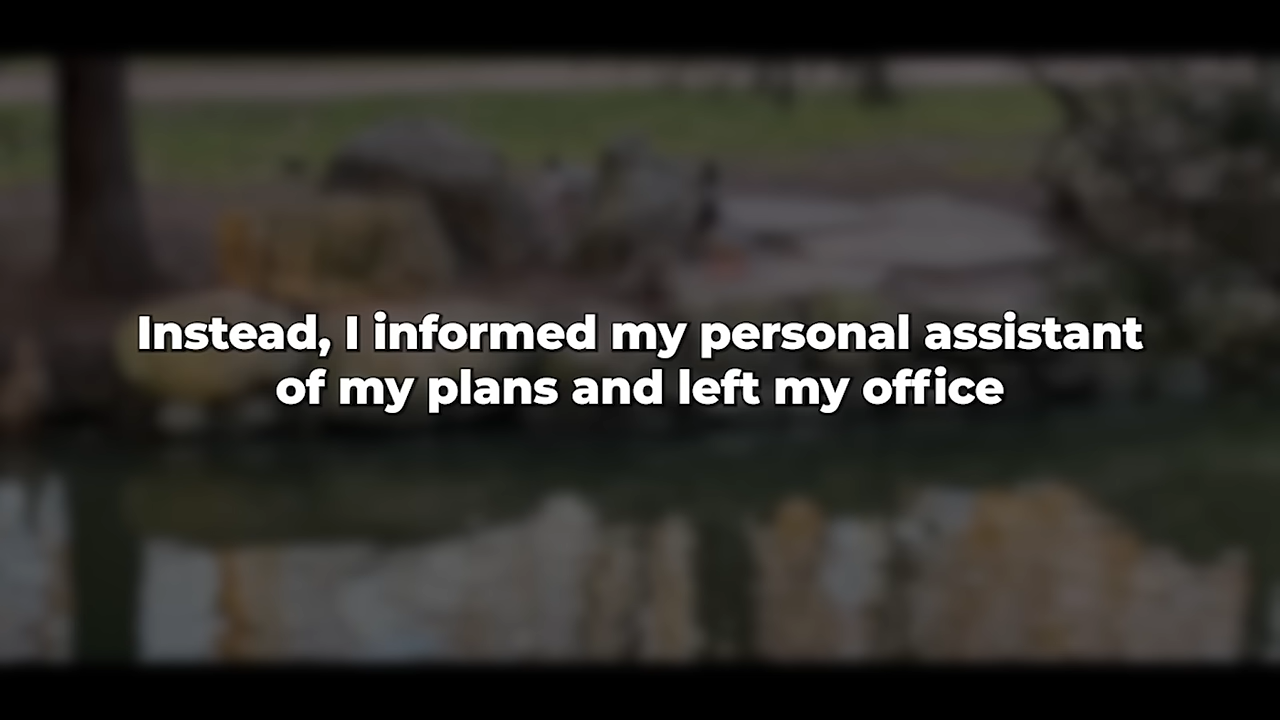 Instead, I informed my personal assistant
of my plans and left my office